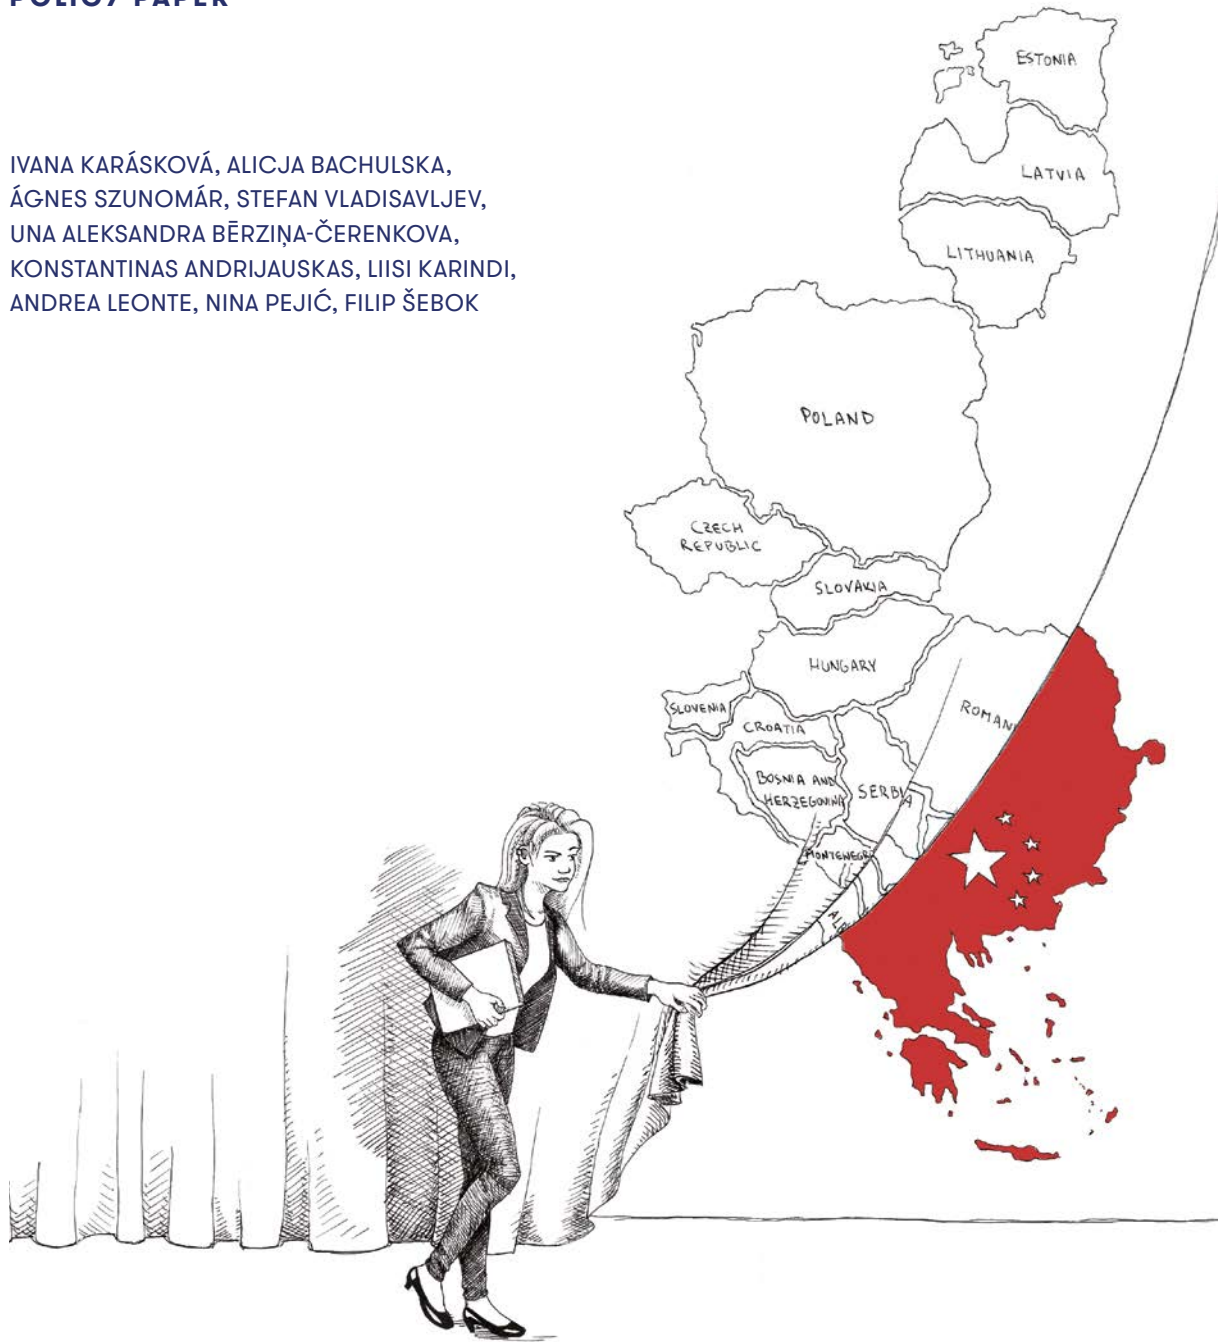 POLICY PAPER
IVANA KARÁSKOVÁ, ALICJA BACHULSKA,
ÁGNES SZUNOMÁR, STEFAN VLADISAVLJEV,
UNA ALEKSANDRA BĒRZIŅA-ČERENKOVA,
KONSTANTINAS ANDRIJAUSKAS, LIISI KARINDI,
ANDREA LEONTE, NINA PEJIĆ, FILIP ŠEBOK
ESTONIA
LATVIA
LITHUANIA
POLAND
CZECH
REPUBLIC
SLOVAKIA
HUNGARY
SLOVENIA
CROATIA
ROMAN
BOSNIA AND
HERZEGOVINA
SERBIA
MONTENEGR
AL